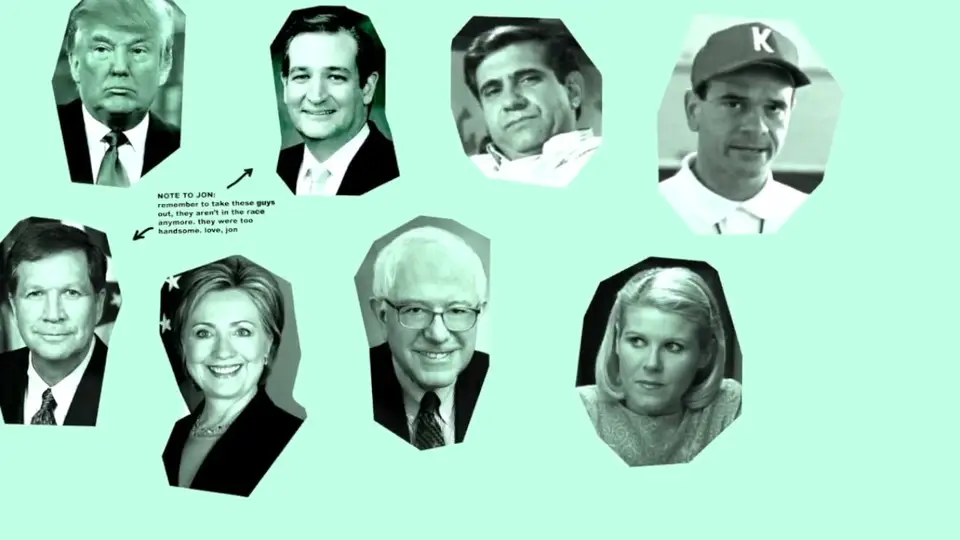 K
NOTE TO JON:
remember to take these guys
out, they aren't in the race
anymore. they were too
handsome. love, jon